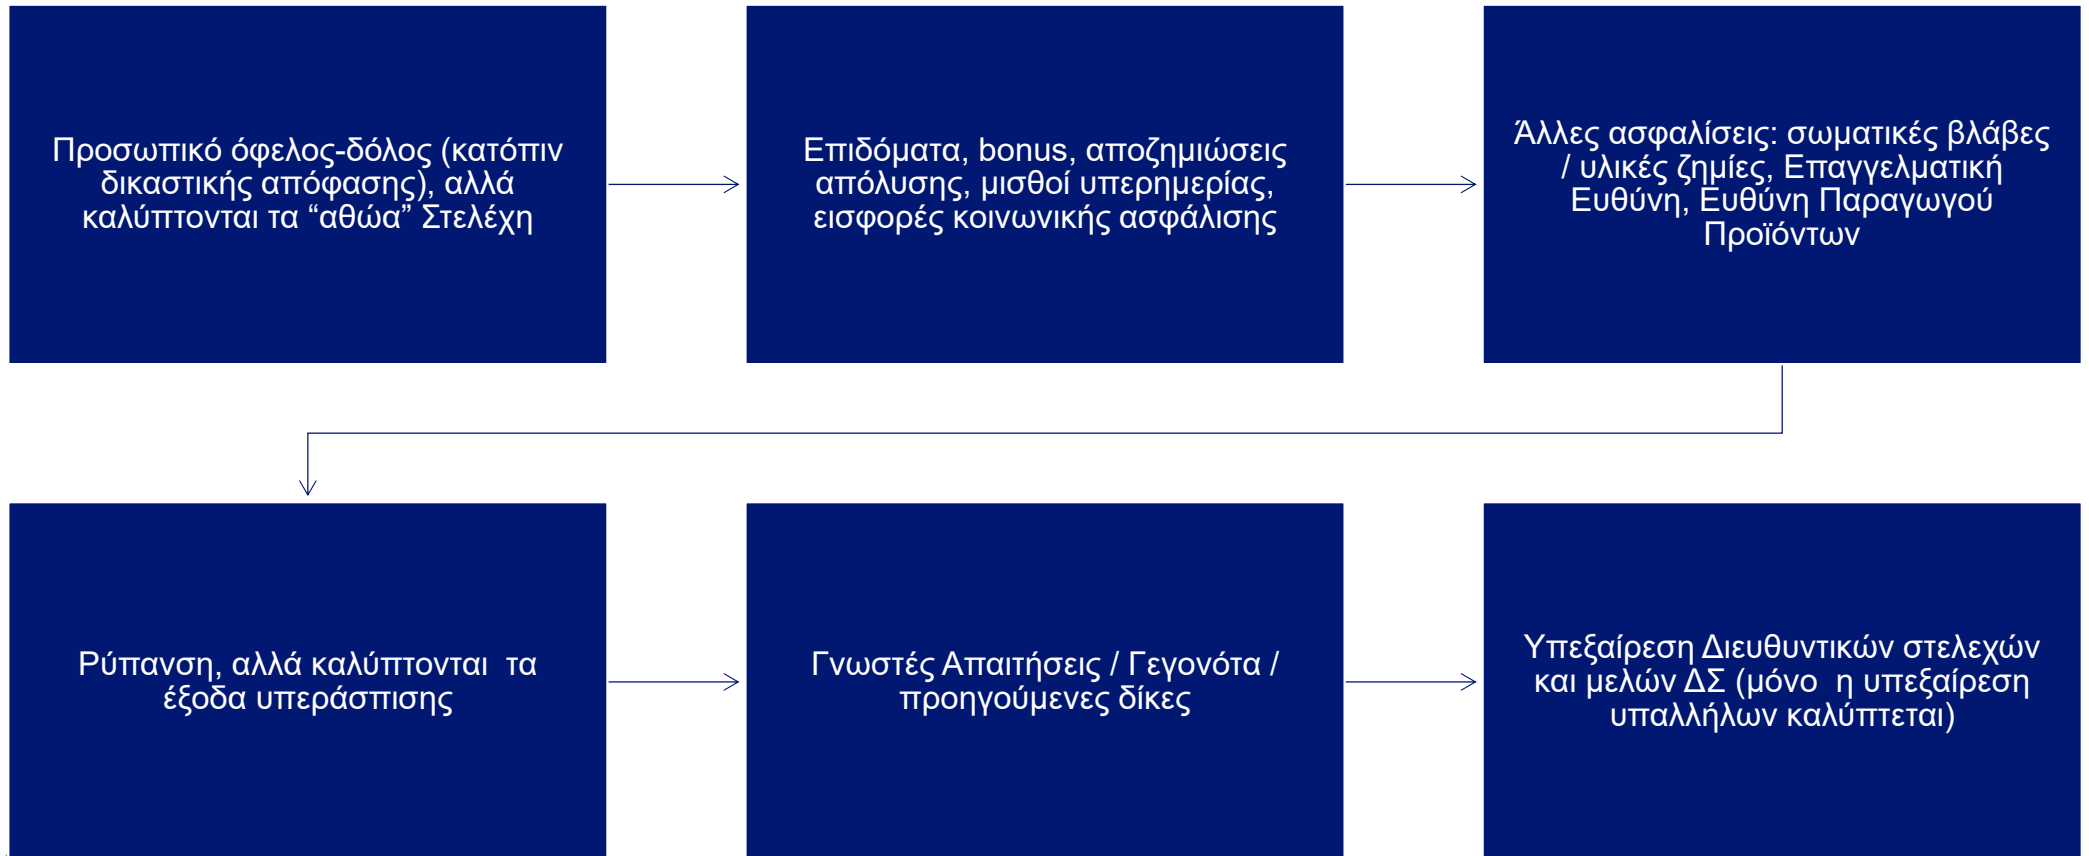 Προσωπικό όφελος-δόλος (κατόπιν
δικαστικής απόφασης), αλλά
καλύπτονται τα “αθώα” Στελέχη
Επιδόματα, bonus, αποζημιώσεις
απόλυσης, μισθοί υπερημερίας,
εισφορές κοινωνικής ασφάλισης
Άλλες ασφαλίσεις: σωματικές βλάβες
/ υλικές ζημίες, Επαγγελματική
Ευθύνη, Ευθύνη Παραγωγού
Προϊόντων
Ρύπανση, αλλά καλύπτονται  τα
έξοδα υπεράσπισης
Γνωστές Απαιτήσεις / Γεγονότα /
προηγούμενες δίκες
Υπεξαίρεση Διευθυντικών στελεχών
και μελών ΔΣ (μόνο  η υπεξαίρεση
υπαλλήλων καλύπτεται)